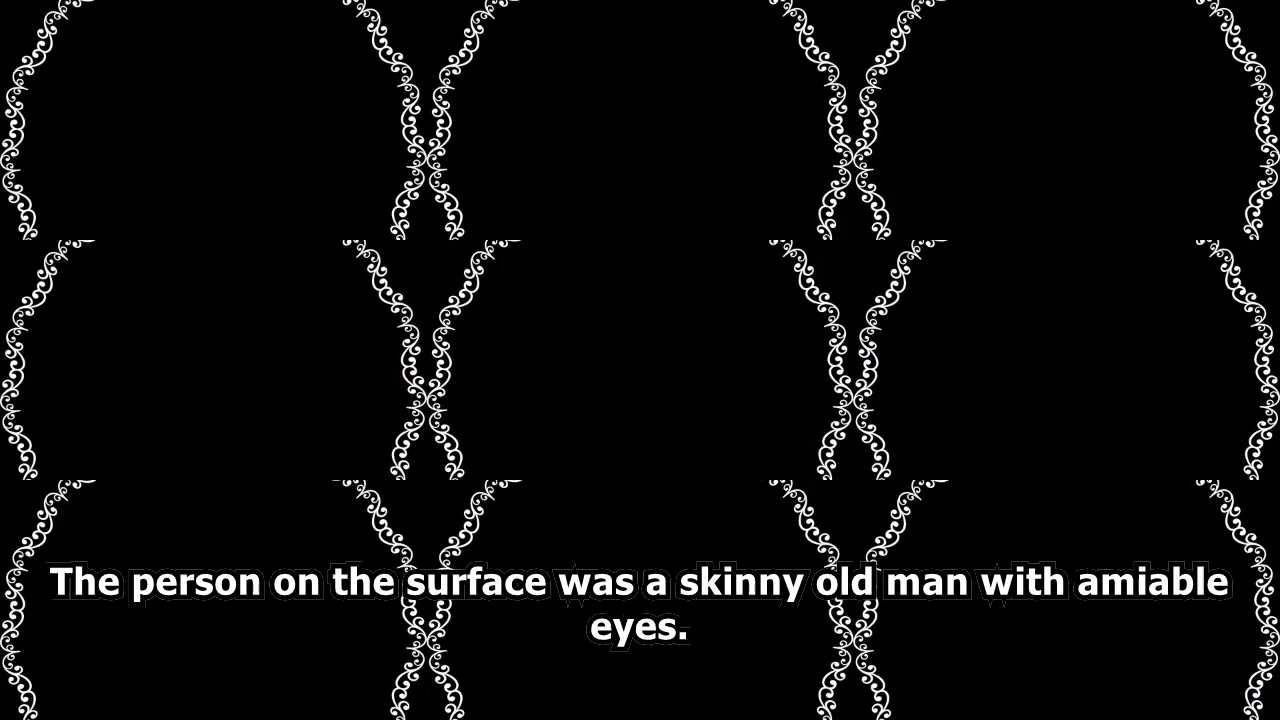 The person on the surface was a skinny old man with amiable
eyes.